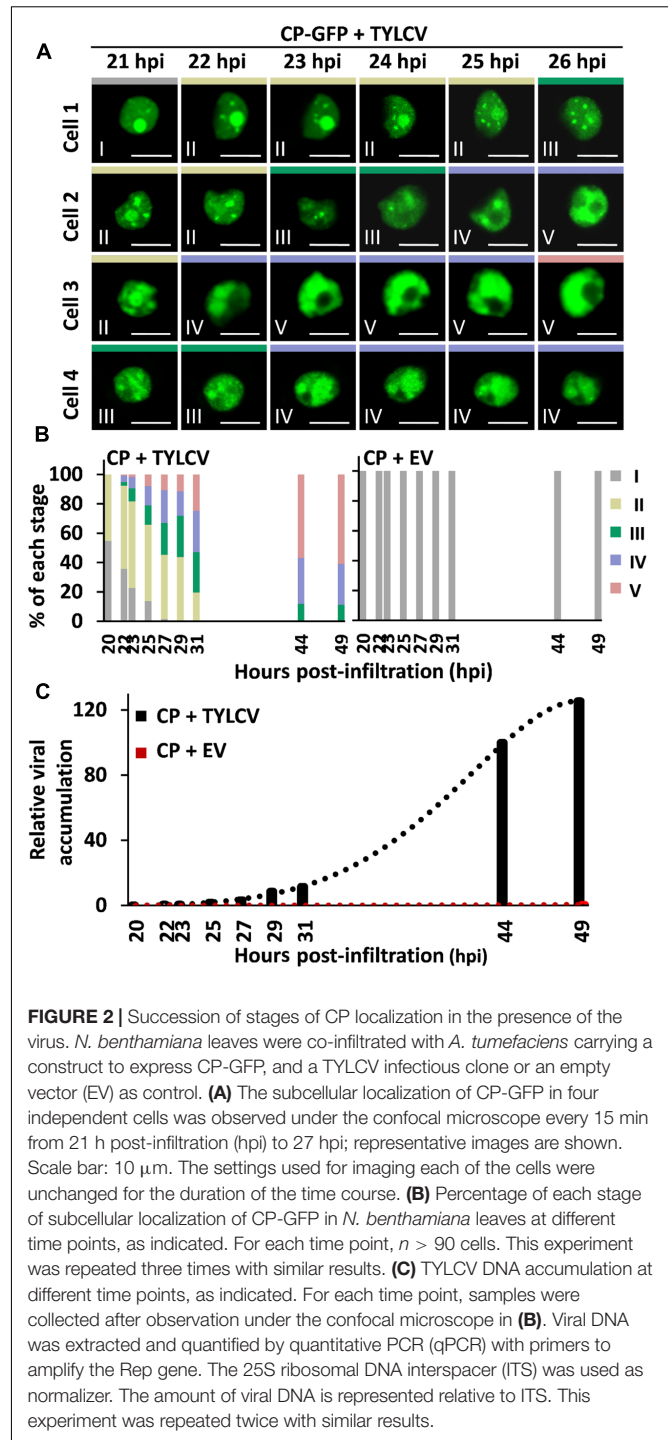 CP-GFP + TYLCV
A
21 hpi 22 hpi 23 hpi 24 hpi 25 hpi 26 hpi
Cell 1
I II II II II III
Cell 2
II II III III IV V
Cell 3
II IV V V V V
Cell 4
III III IV IV IV IV
B
CP + TYLCV CP + EV
% of each stage
100
80
60
40
20
0
20 22 23 25 27 29 31 44 49
20 22 23 25 27 29 31 44 49
I
II
III
IV
V
Hours post-infiltration (hpi)
C
Relative viral accumulation
120
80
40
0
CP + TYLCV
CP + EV
20 22 23 25 27 29 31 44 49
Hours post-infiltration (hpi)
FIGURE 2 | Succession of stages of CP localization in the presence of the
virus. N. benthamiana leaves were co-infiltrated with A. tumefaciens carrying a
construct to express CP-GFP, and a TYLCV infectious clone or an empty
vector (EV) as control. (A) The subcellular localization of CP-GFP in four
independent cells was observed under the confocal microscope every 15 min
from 21 h post-infiltration (hpi) to 27 hpi; representative images are shown.
Scale bar: 10 μm. The settings used for imaging each of the cells were
unchanged for the duration of the time course. (B) Percentage of each stage
of subcellular localization of CP-GFP in N. benthamiana leaves at different
time points, as indicated. For each time point, n > 90 cells. This experiment
was repeated three times with similar results. (C) TYLCV DNA accumulation at
different time points, as indicated. For each time point, samples were
collected after observation under the confocal microscope in (B). Viral DNA
was extracted and quantified by quantitative PCR (qPCR) with primers to
amplify the Rep gene. The 25S ribosomal DNA interspacer (ITS) was used as
normalizer. The amount of viral DNA is represented relative to ITS. This
experiment was repeated twice with similar results.